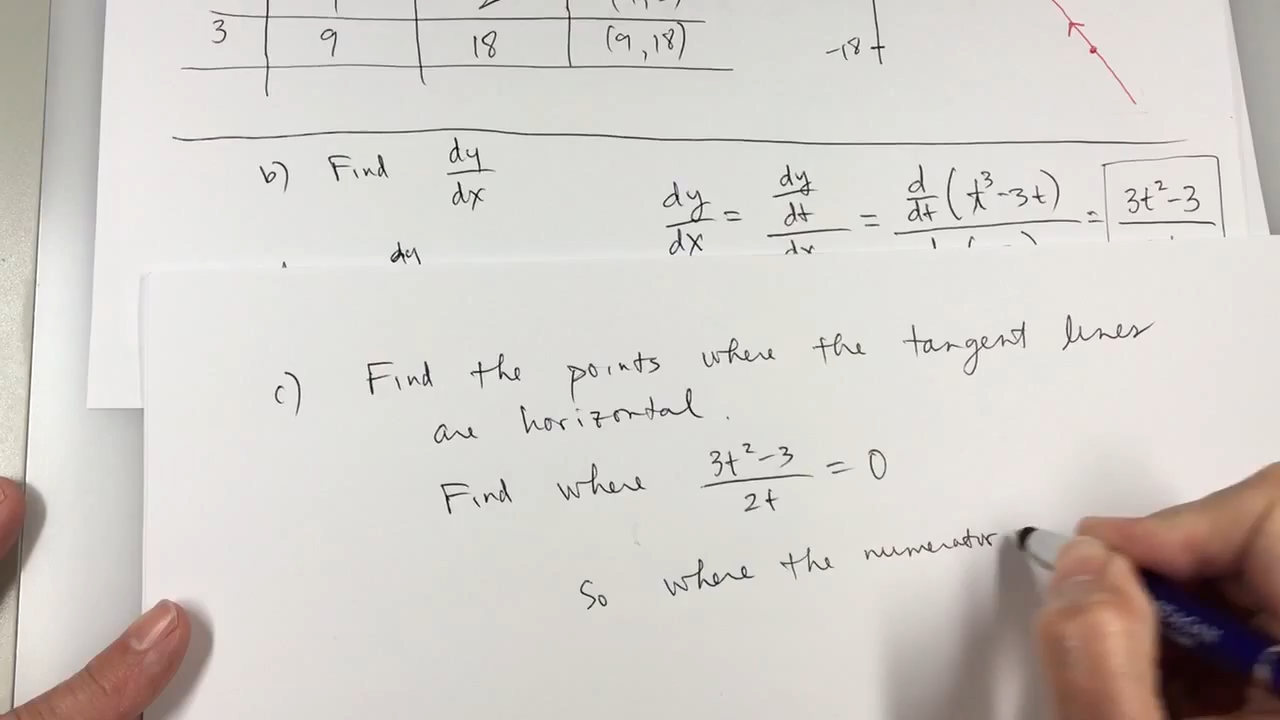 3 9 18 (9, 18)
-18
b) Find dy/dx
dy/dx = dy/dt / dx = d/dt (t³-3t) = 3t²-3
dy
c) Find the points where the tangent lines
are horizontal.
Find where 3t²-3 / 2t = 0
So where the numerator